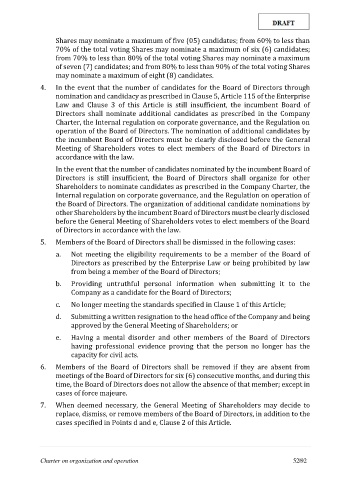 DRAFT
Shares may nominate a maximum of five (05) candidates; from 60% to less than
70% of the total voting Shares may nominate a maximum of six (6) candidates;
from 70% to less than 80% of the total voting Shares may nominate a maximum
of seven (7) candidates; and from 80% to less than 90% of the total voting Shares
may nominate a maximum of eight (8) candidates.
4. In the event that the number of candidates for the Board of Directors through
nomination and candidacy as prescribed in Clause 5, Article 115 of the Enterprise
Law and Clause 3 of this Article is still insufficient, the incumbent Board of
Directors shall nominate additional candidates as prescribed in the Company
Charter, the Internal regulation on corporate governance, and the Regulation on
operation of the Board of Directors. The nomination of additional candidates by
the incumbent Board of Directors must be clearly disclosed before the General
Meeting of Shareholders votes to elect members of the Board of Directors in
accordance with the law.
In the event that the number of candidates nominated by the incumbent Board of
Directors is still insufficient, the Board of Directors shall organize for other
Shareholders to nominate candidates as prescribed in the Company Charter, the
Internal regulation on corporate governance, and the Regulation on operation of
the Board of Directors. The organization of additional candidate nominations by
other Shareholders by the incumbent Board of Directors must be clearly disclosed
before the General Meeting of Shareholders votes to elect members of the Board
of Directors in accordance with the law.
5. Members of the Board of Directors shall be dismissed in the following cases:
a. Not meeting the eligibility requirements to be a member of the Board of
Directors as prescribed by the Enterprise Law or being prohibited by law
from being a member of the Board of Directors;
b. Providing untruthful personal information when submitting it to the
Company as a candidate for the Board of Directors;
c. No longer meeting the standards specified in Clause 1 of this Article;
d. Submitting a written resignation to the head office of the Company and being
approved by the General Meeting of Shareholders; or
e. Having a mental disorder and other members of the Board of Directors
having professional evidence proving that the person no longer has the
capacity for civil acts.
6. Members of the Board of Directors shall be removed if they are absent from
meetings of the Board of Directors for six (6) consecutive months, and during this
time, the Board of Directors does not allow the absence of that member; except in
cases of force majeure.
7. When deemed necessary, the General Meeting of Shareholders may decide to
replace, dismiss, or remove members of the Board of Directors, in addition to the
cases specified in Points d and e, Clause 2 of this Article.
Charter on organization and operation 52/92